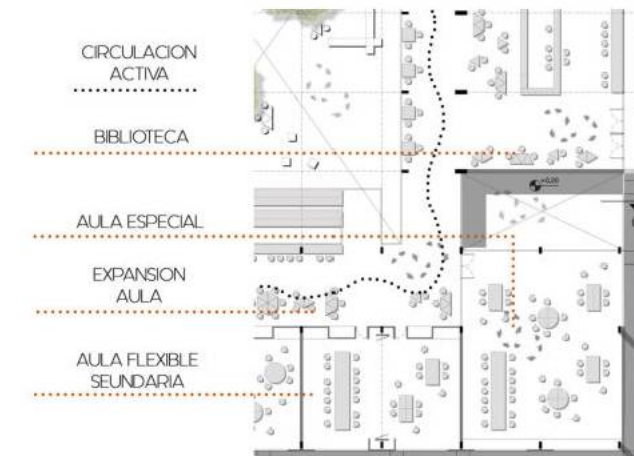 CIRCULACION
ACTIVA
BIBLIOTECA
AULA ESPECIAL
EXPANSION
AULA
AULA FLEXIBLE
SEUNDARIA